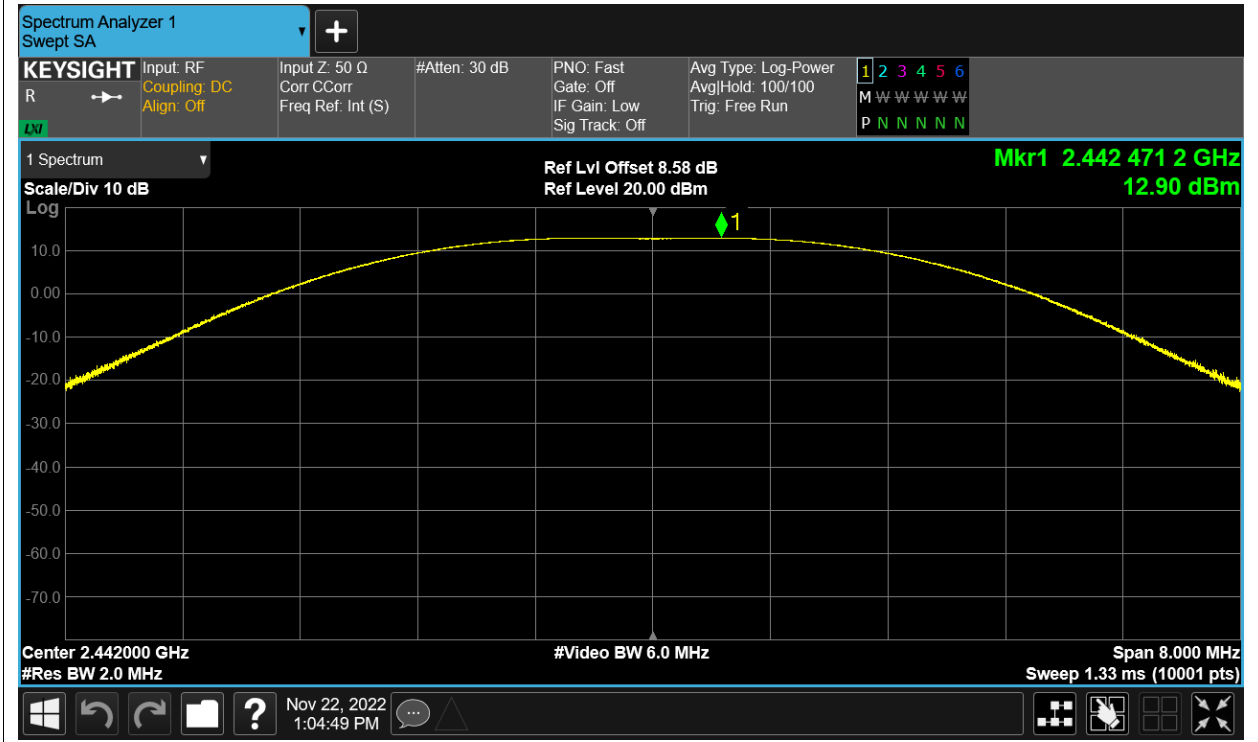 Spectrum Analyzer 1
Swept SA
KEYSIGHT
R
LXI
Input: RF
Coupling: DC
Align: Off
Input Z: 50 Ω
Corr CCorr
Freq Ref: Int (S)
#Atten: 30 dB
PNO: Fast
Gate: Off
IF Gain: Low
Sig Track: Off
Avg Type: Log-Power
Avg|Hold: 100/100
Trig: Free Run
1 2 3 4 5 6
M W W W W W
P N N N N N
1 Spectrum
Scale/Div 10 dB
Log
Ref Lvl Offset 8.58 dB
Ref Level 20.00 dBm
Mkr1 2.442 471 2 GHz
12.90 dBm
1
10.0
0.00
-10.0
-20.0
-30.0
-40.0
-50.0
-60.0
-70.0
Center 2.442000 GHz
#Res BW 2.0 MHz
#Video BW 6.0 MHz
Span 8.000 MHz
Sweep 1.33 ms (10001 pts)
?
Nov 22, 2022
1:04:49 PM